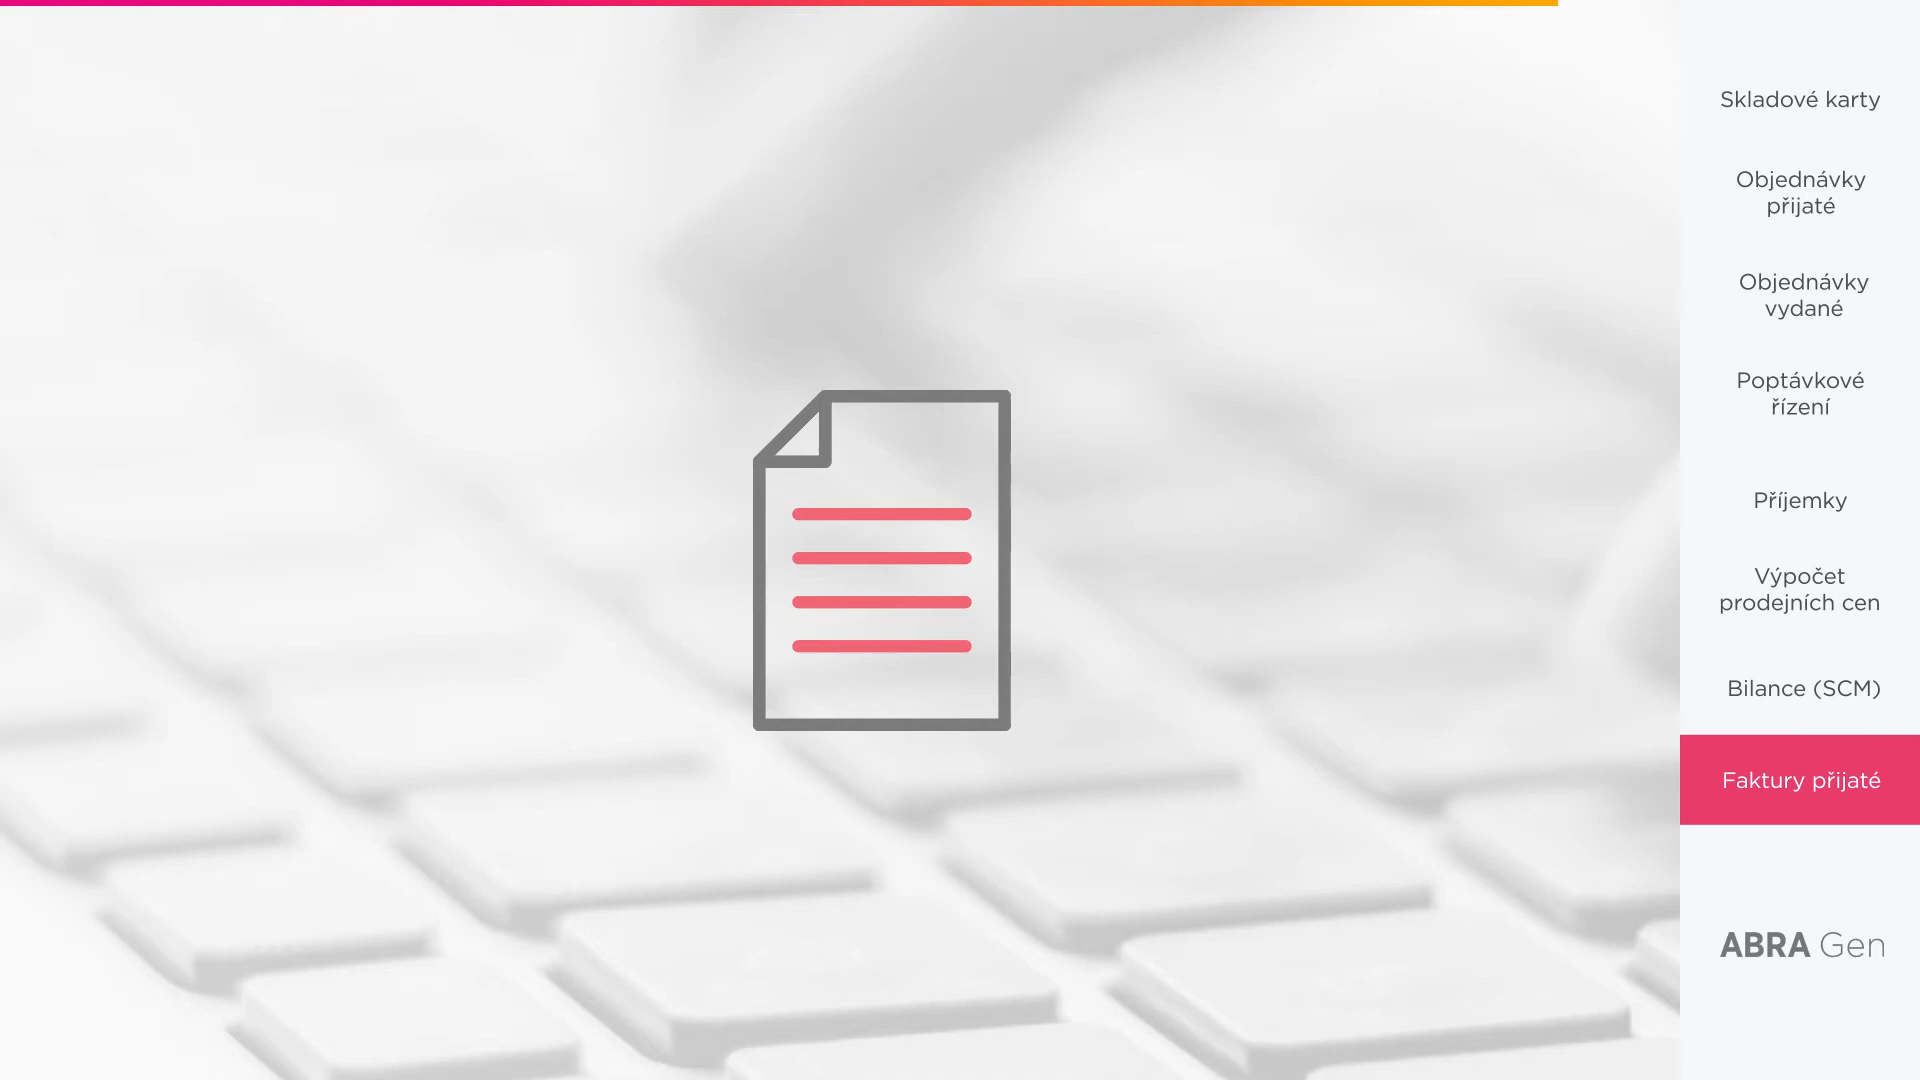 Skladové karty
Objednávky
přijaté
Objednávky
vydané
Poptávkové
řízení
Příjemky
Výpočet
prodejních cen
Bilance (SCM)
Faktury přijaté
ABRA Gen